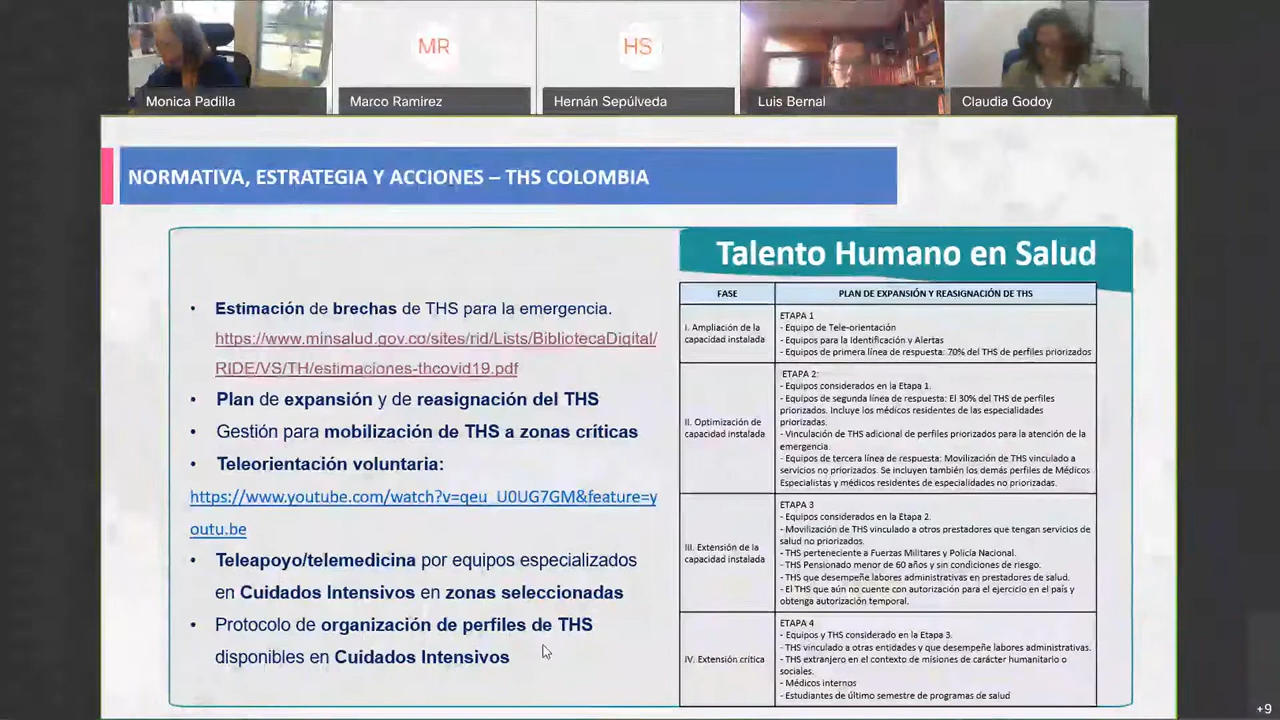 MR
HS
Monica Padilla
Marco Ramirez
Hernán Sepúlveda
Luis Bernal
Claudia Godoy
NORMATIVA, ESTRATEGIA Y ACCIONES – THS COLOMBIA
Talento Humano en Salud
• Estimación de brechas de THS para la emergencia.
https://www.minsalud.gov.co/sites/rid/Lists/BibliotecaDigital/
RIDE/VS/TH/estimaciones-thcovid19.pdf
• Plan de expansión y de reasignación del THS
• Gestión para mobilización de THS a zonas críticas
• Teleorientación voluntaria:
https://www.youtube.com/watch?v=qeu_U0UG7GM&feature=y
outu.be
• Teleapoyo/telemedicina por equipos especializados
en Cuidados Intensivos en zonas seleccionadas
• Protocolo de organización de perfiles de THS
disponibles en Cuidados Intensivos
FASE
PLAN DE EXPANSIÓN Y REASIGNACIÓN DE THS
I. Ampliación de la
capacidad instalada
ETAPA 1
- Equipo de Tele-orientación
- Equipos para la Identificación y Alertas
- Equipos de primera línea de respuesta: 70% del THS de perfiles priorizados
II. Optimización de
capacidad instalada
ETAPA 2:
- Equipos considerados en la Etapa 1.
- Equipos de segunda línea de respuesta: El 30% del THS de perfiles
priorizados. Incluye los médicos residentes de las especialidades
priorizadas.
- Vinculación de THS adicional de perfiles priorizados para la atención de la
emergencia.
- Equipos de tercera línea de respuesta: Movilización de THS vinculado a
servicios no priorizados. Se incluyen también los demás perfiles de Médicos
Especialistas y médicos residentes de especialidades no priorizadas.
III. Extensión de la
capacidad instalada
ETAPA 3
- Equipos considerados en la Etapa 2.
- Movilización de THS vinculado a otros prestadores que tengan servicios de
salud no priorizados.
- THS perteneciente a Fuerzas Militares y Policía Nacional.
- THS Pensionado menor de 60 años y sin condiciones de riesgo.
- THS que desempeñe labores administrativas en prestadores de salud.
- El THS que aún no cuente con autorización para el ejercicio en el país y
obtenga autorización temporal.
IV. Extensión crítica
ETAPA 4
- Equipos y THS considerado en la Etapa 3.
- THS vinculado a otras entidades y que desempeñe labores administrativas.
- THS extranjero en el contexto de misiones de carácter humanitario o
sociales.
- Médicos internos
- Estudiantes de último semestre de programas de salud
+9